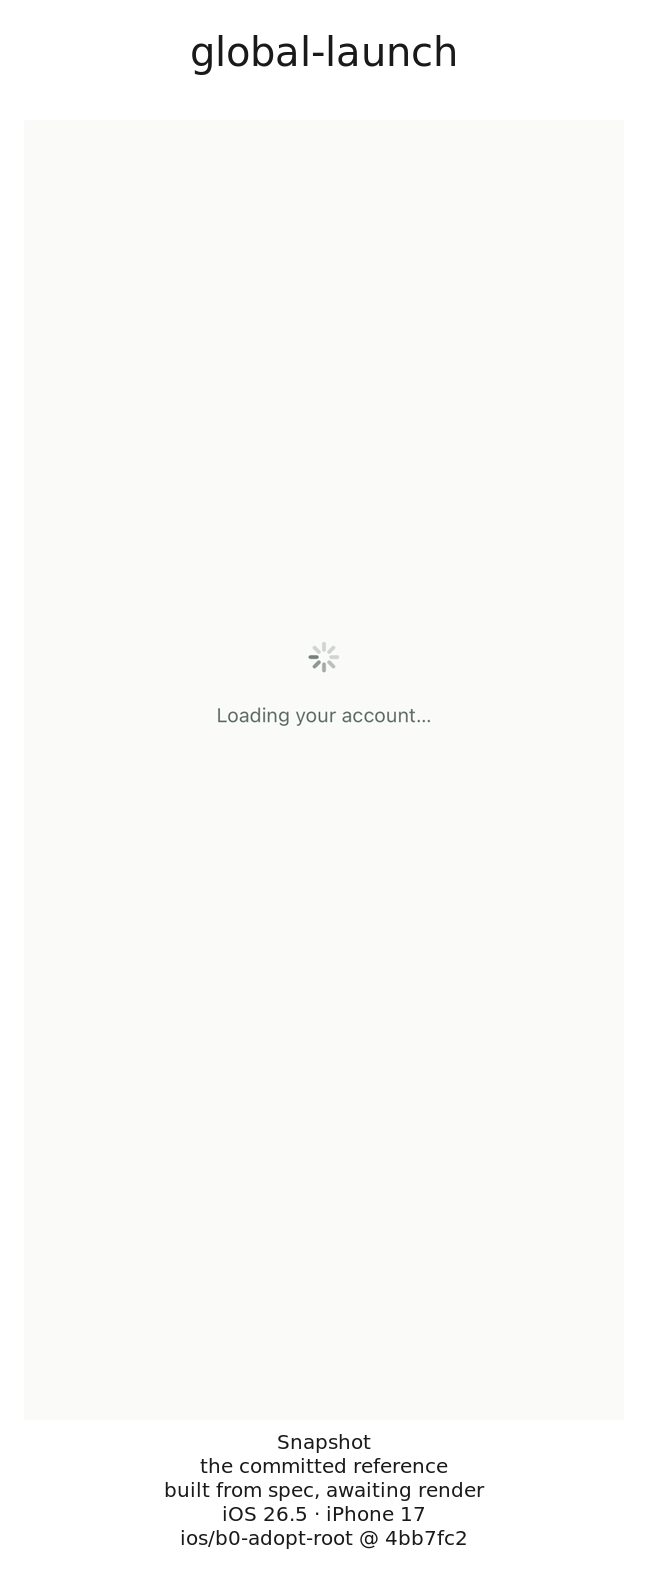 global-launch
Loading your account...
Snapshot
the committed reference
built from spec, awaiting render
iOS 26.5 · iPhone 17
ios/b0-adopt-root @ 4bb7fc2